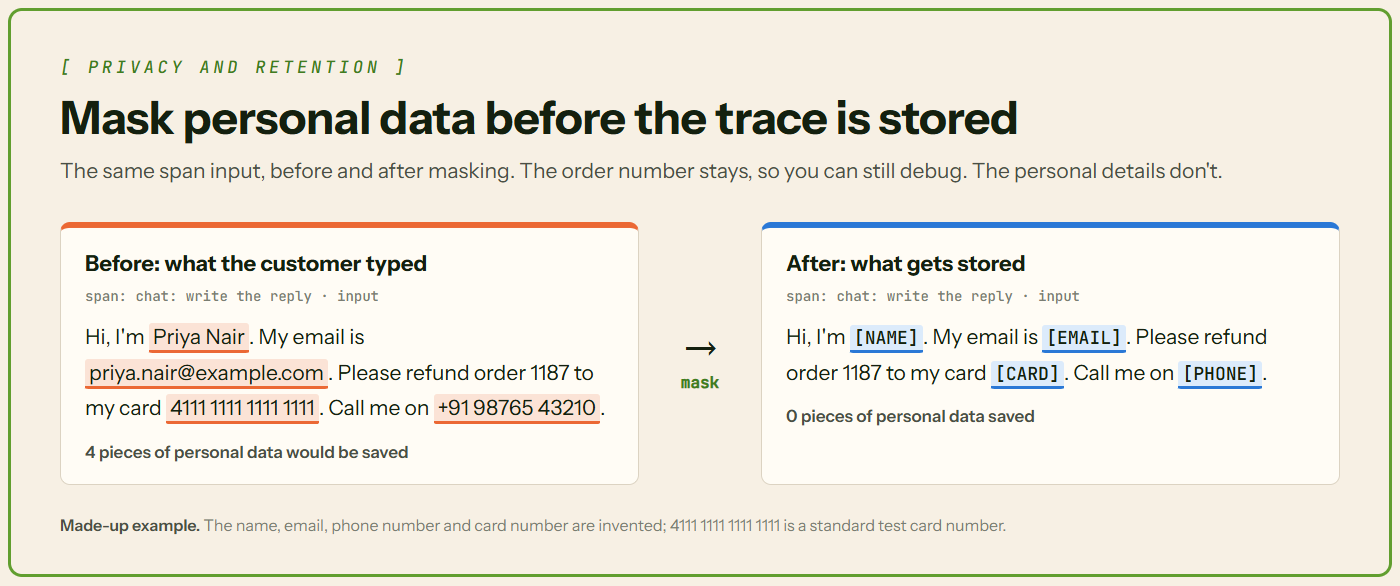 [ PRIVACY AND RETENTION ]
Mask personal data before the trace is stored
The same span input, before and after masking. The order number stays, so you can still debug. The personal details don't.
Before: what the customer typed
span: chat: write the reply · input
Hi, I'm Priya Nair. My email is
priya.nair@example.com. Please refund order 1187 to
my card 4111 1111 1111 1111. Call me on +91 98765 43210.
4 pieces of personal data would be saved
→
mask
After: what gets stored
span: chat: write the reply · input
Hi, I'm [NAME]. My email is [EMAIL]. Please refund
order 1187 to my card [CARD]. Call me on [PHONE].
0 pieces of personal data saved
Made-up example. The name, email, phone number and card number are invented; 4111 1111 1111 1111 is a standard test card number.